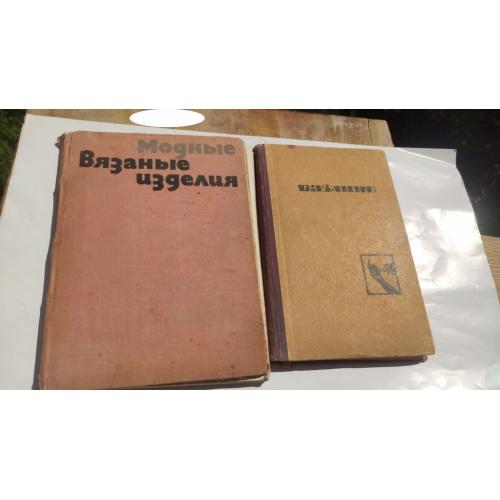 Модные
Вязаные
изделия
ВЯЗАНИЕ